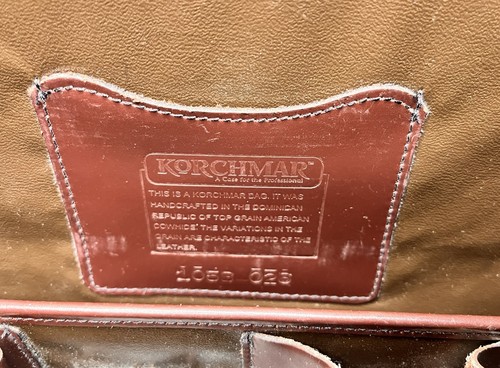 KORCHMAR™
A Case for the Professional
THIS IS A KORCHMAR BAG. IT WAS
HANDCRAFTED IN THE DOMINICAN
REPUBLIC OF TOP GRAIN AMERICAN
COWHIDE. THE VARIATIONS IN THE
GRAIN ARE CHARACTERISTIC OF THE
LEATHER.